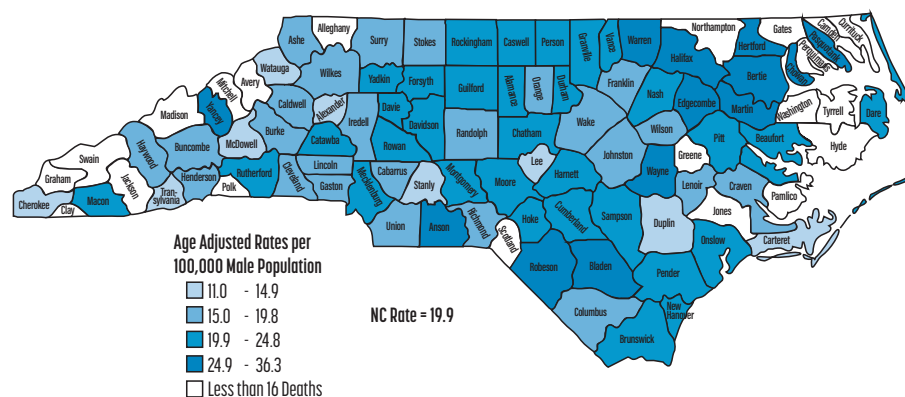 Ashe
Alleghany
Surry
Stokes
Rockingham
Caswell
Person
Granville
Vance
Warren
Northampton
Gates
Camden
Currituck
Pasquotank
Perquimans
Chowan
Hertford
Halifax
Bertie
Watauga
Wilkes
Yadkin
Forsyth
Guilford
Alamance
Orange
Durham
Franklin
Nash
Edgecombe
Martin
Washington
Tyrrell
Dare
Mitchell
Avery
Caldwell
Alexander
Iredell
Davie
Davidson
Randolph
Chatham
Wake
Wilson
Pitt
Beaufort
Hyde
Madison
Yancey
Burke
McDowell
Catawba
Rowan
Buncombe
Haywood
Swain
Graham
Jackson
Cherokee
Clay
Macon
Tran-
sylvania
Henderson
Polk
Rutherford
Cleveland
Lincoln
Gaston
Mecklenburg
Cabarrus
Stanly
Montgomery
Moore
Lee
Harnett
Johnston
Wayne
Greene
Lenoir
Craven
Pamlico
Jones
Carteret
Union
Anson
Richmond
Scotland
Hoke
Cumberland
Sampson
Duplin
Onslow
Robeson
Bladen
Pender
Columbus
Brunswick
New
Hanover
Age Adjusted Rates per
100,000 Male Population
11.0 - 14.9
15.0 - 19.8
19.9 - 24.8
24.9 - 36.3
Less than 16 Deaths
NC Rate = 19.9